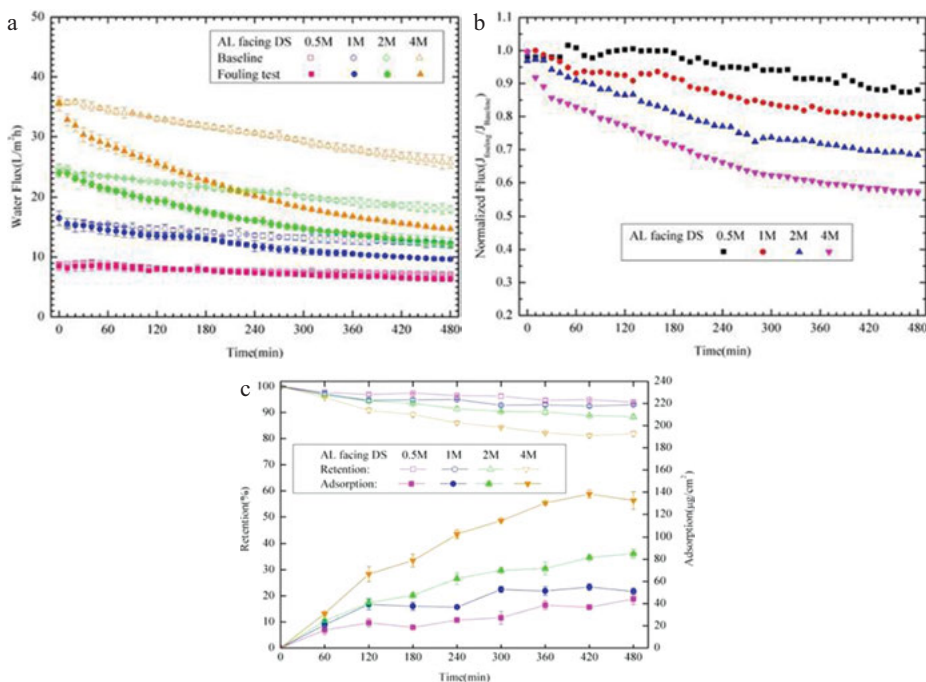 a
50
40
30
20
10
0
Water Flux(L/m²h)
AL facing DS 0.5M 1M 2M 4M
Baseline
Fouling test
0 60 120 180 240 300 360 420 480
Time(min)
b
1.1
1.0
0.9
0.8
0.7
0.6
0.5
0.4
0.3
0.2
Normalized Flux(J fouling/J Baseline)
AL facing DS 0.5M 1M 2M 4M
0 60 120 180 240 300 360 420 480
Time(min)
c
100
90
80
70
60
50
40
30
20
10
0
Retention(%)
AL facing DS 0.5M 1M 2M 4M
Retention:
Adsorption:
240
220
200
180
160
140
120
100
80
60
40
20
0
Adsorption(μg/cm²)
0 60 120 180 240 300 360 420 480
Time(min)